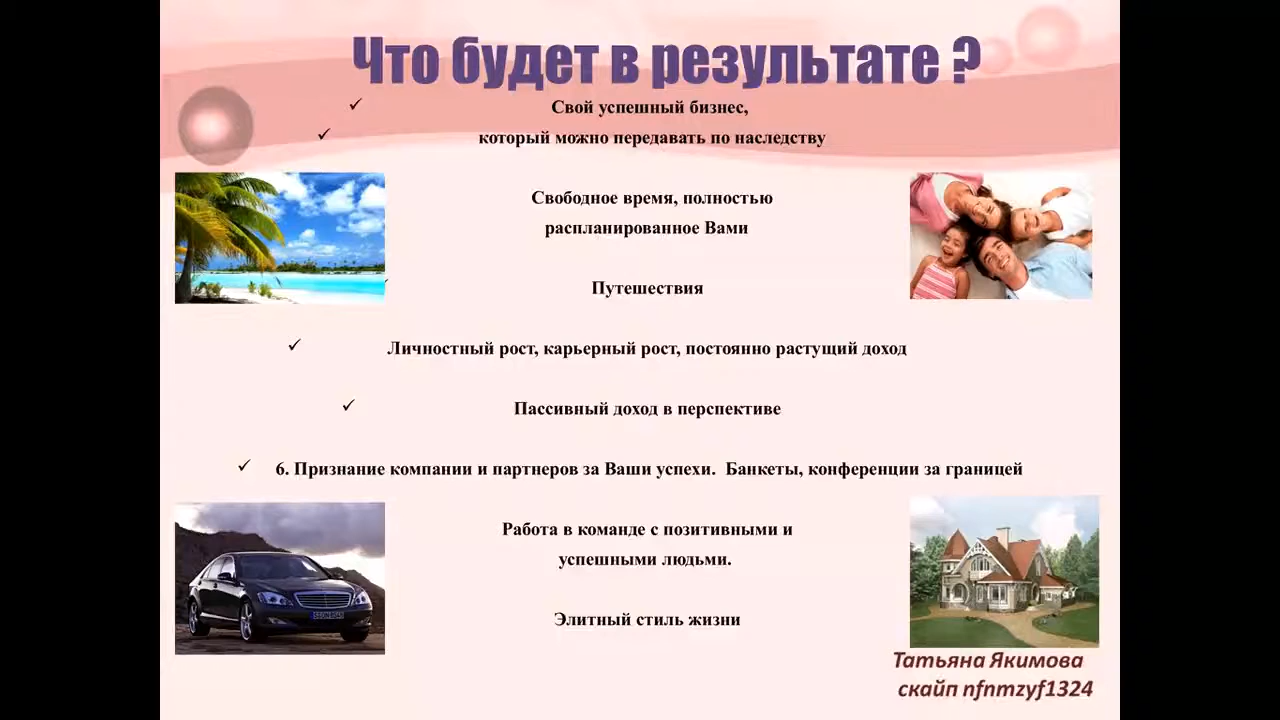 Что будет в результате ?
✓ Свой успешный бизнес,
✓ который можно передавать по наследству
Свободное время, полностью
распланированное Вами
Путешествия
✓ Личностный рост, карьерный рост, постоянно растущий доход
✓ Пассивный доход в перспективе
✓ 6. Признание компании и партнеров за Ваши успехи. Банкеты, конференции за границей
Работа в команде с позитивными и
успешными людьми.
Элитный стиль жизни
Татьяна Якимова
скайп nfnmzyf1324